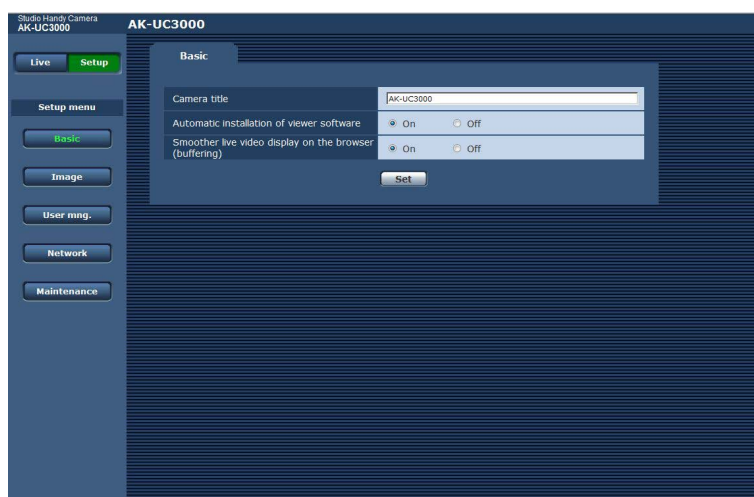 Studio Handy Camera
AK-UC3000
AK-UC3000
Live
Setup
Setup menu
Basic
Image
User mng.
Network
Maintenance
Basic
Camera title
AK-UC3000
Automatic installation of viewer software
On
Off
Smoother live video display on the browser
(buffering)
On
Off
Set